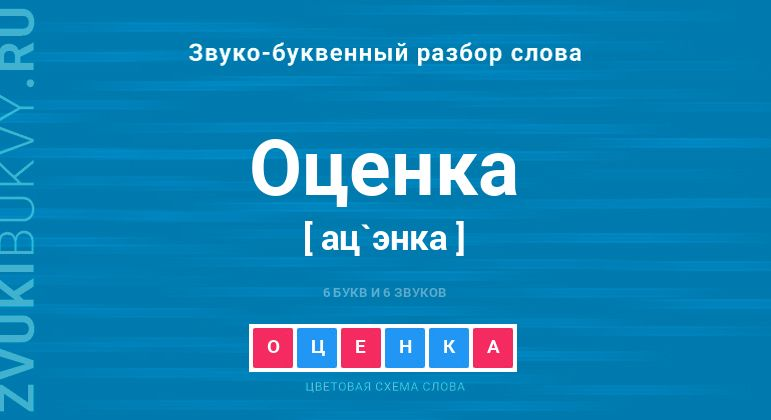 ZVUKIBUKVY.RU
Звуко-буквенный разбор слова
Оценка
[ ац`энка ]
6 БУКВ И 6 ЗВУКОВ
О Ц Е Н К А
ЦВЕТОВАЯ СХЕМА СЛОВА